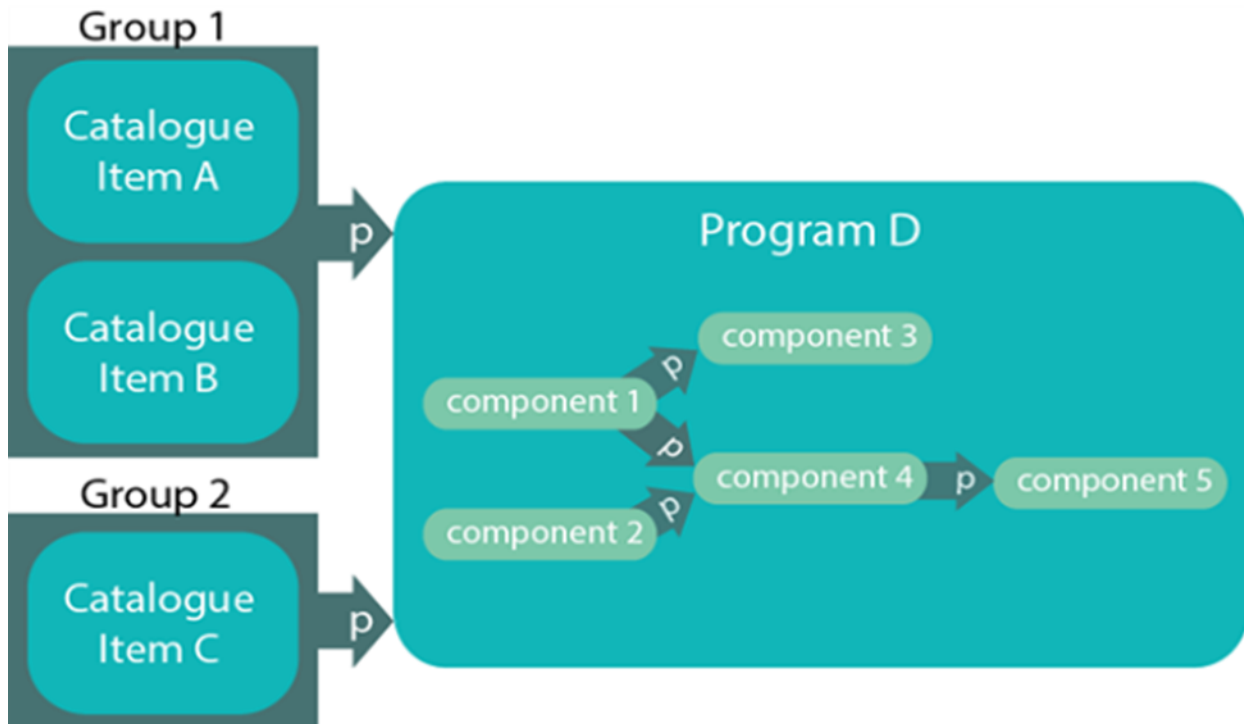 Group 1
Catalogue
Item A
p
Catalogue
Item B
Group 2
Catalogue
Item C
p
Program D
component 1
component 2
p
p
p
component 3
component 4
p
component 5